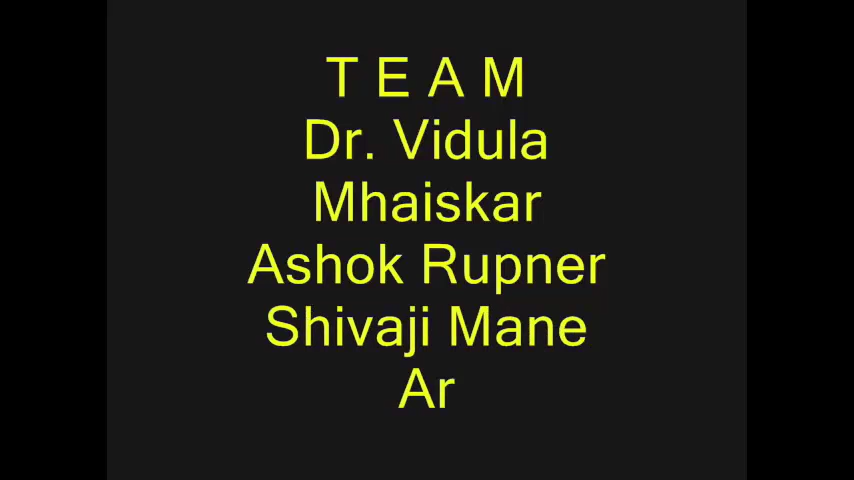 T E A M
Dr. Vidula
Mhaiskar
Ashok Rupner
Shivaji Mane
Ar